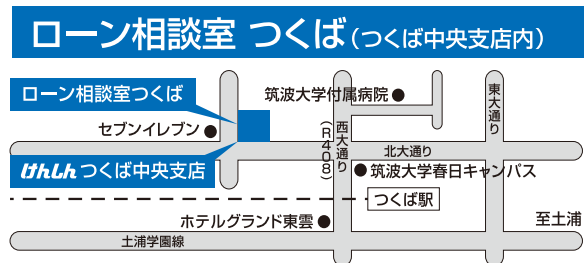 ローン相談室 つくば（つくば中央支店内）
ローン相談室つくば
筑波大学付属病院
東大通り
セブンイレブン
西大通り
（R408）
北大通り
けんしん つくば中央支店
筑波大学春日キャンパス
つくば駅
ホテルグランド東雲
至土浦
土浦学園線